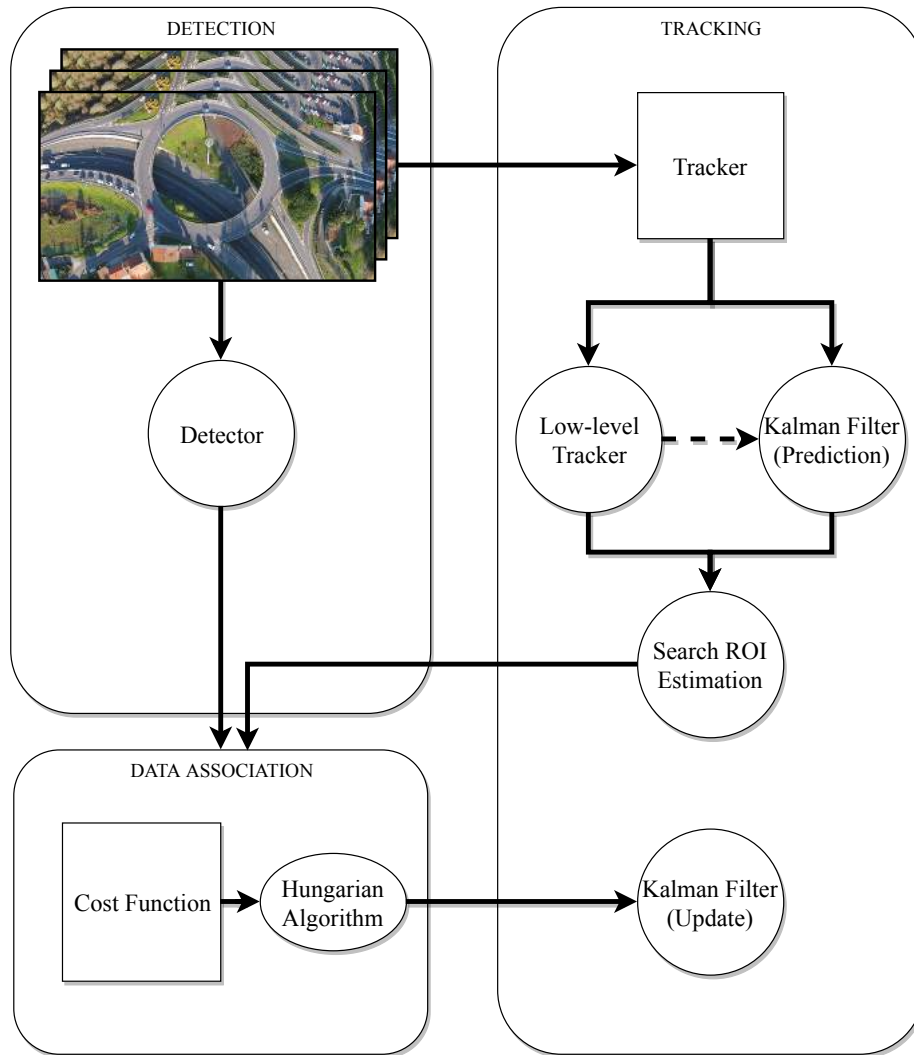 DETECTION
TRACKING
Tracker
Detector
Low-level
Tracker
Kalman Filter
(Prediction)
Search ROI
Estimation
DATA ASSOCIATION
Cost Function
Hungarian
Algorithm
Kalman Filter
(Update)